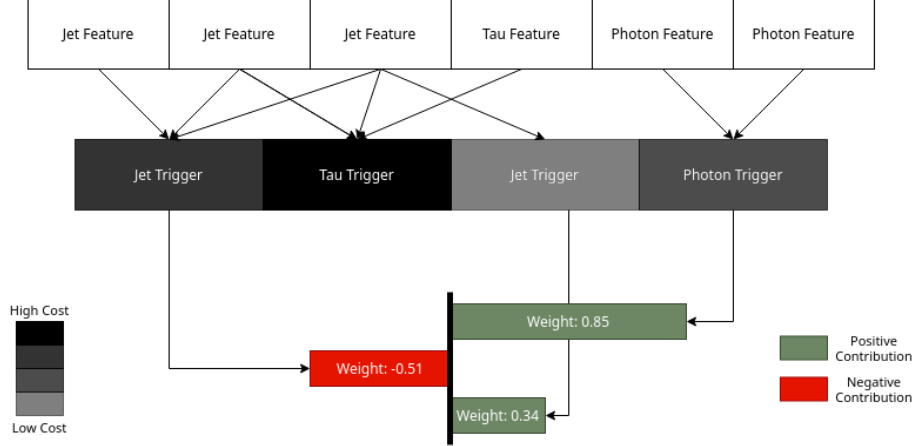 Jet Feature
Jet Feature
Jet Feature
Tau Feature
Photon Feature
Photon Feature
Jet Trigger
Tau Trigger
Jet Trigger
Photon Trigger
High Cost
Low Cost
Weight: 0.85
Weight: -0.51
Weight: 0.34
Positive
Contribution
Negative
Contribution